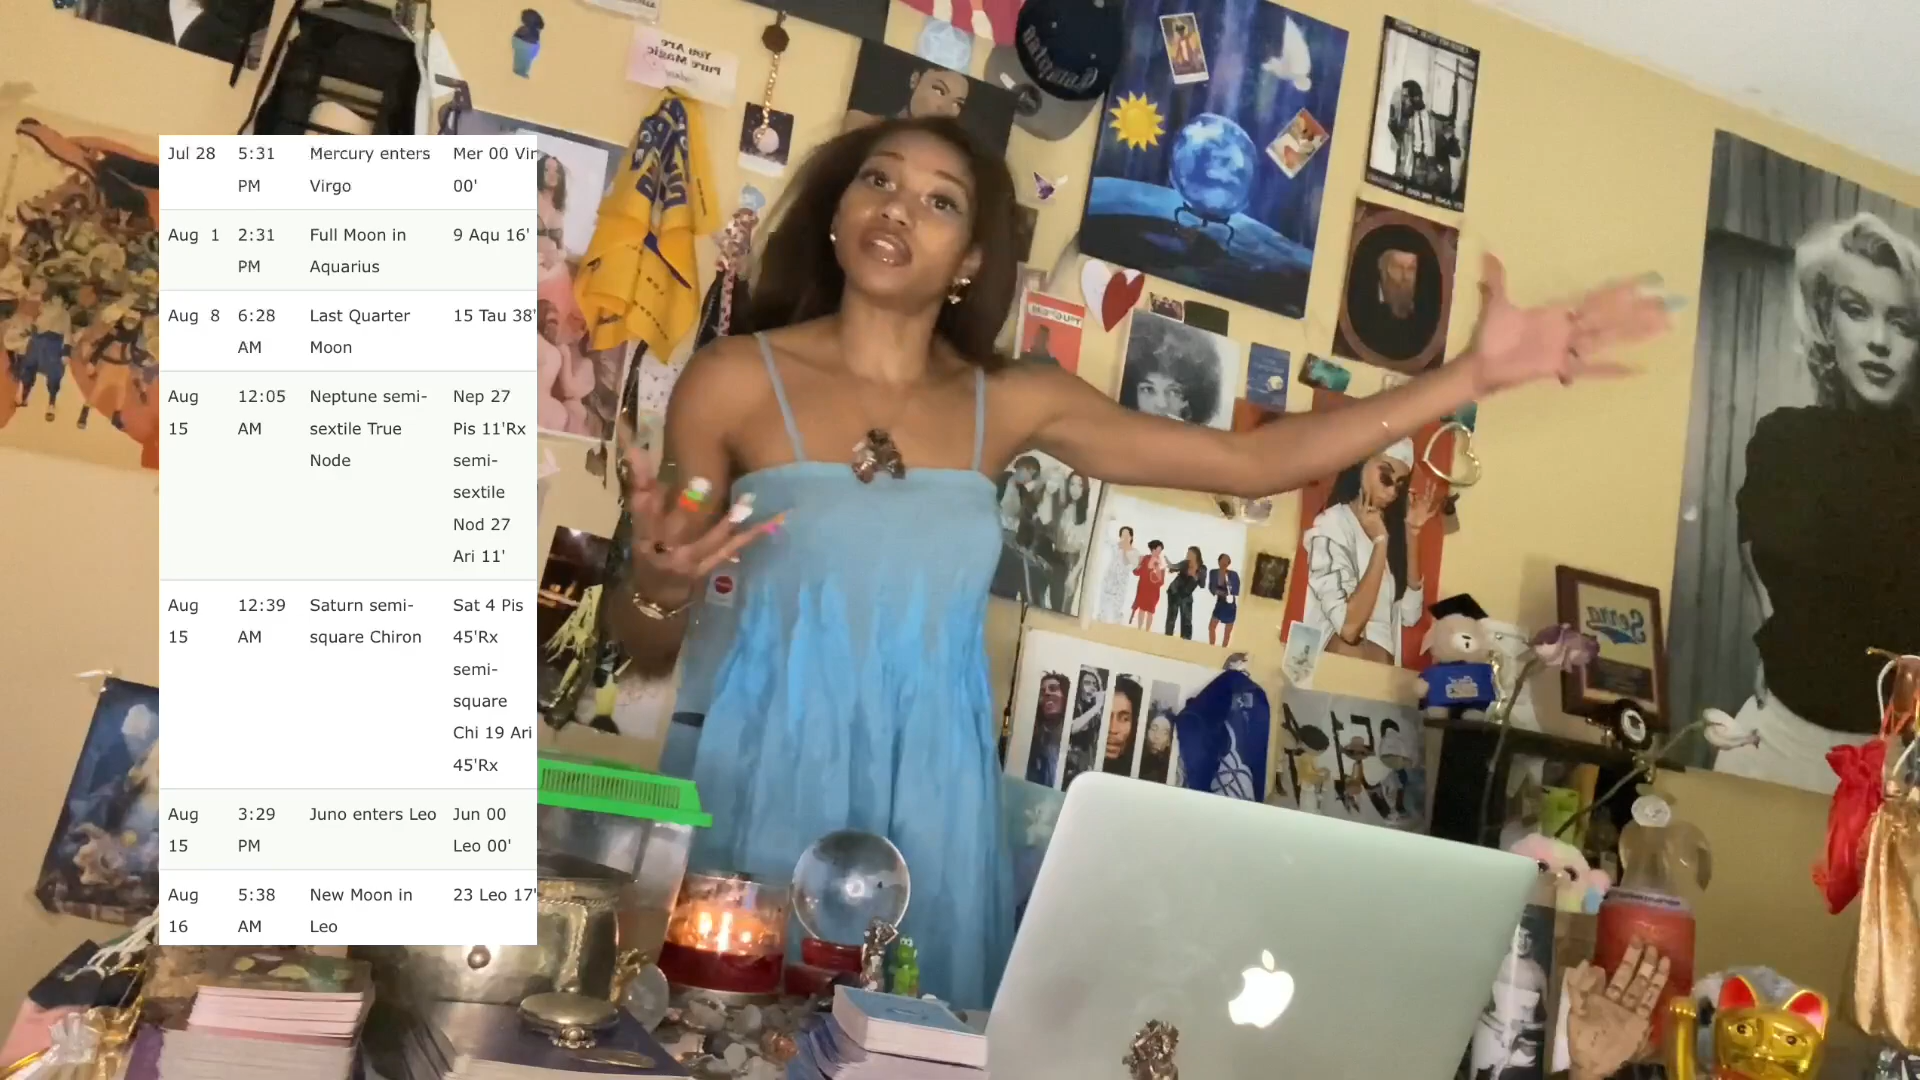 You Are
Pure Magic
Jul 28 5:31 Mercury enters Mer 00 Vir
PM Virgo 00'
Aug 1 2:31 Full Moon in 9 Aqu 16'
PM Aquarius
Aug 8 6:28 Last Quarter 15 Tau 38'
AM Moon
Aug 12:05 Neptune semi- Nep 27
15 AM sextile True Pis 11'Rx
Node semi-
sextile
Nod 27
Ari 11'
Aug 12:39 Saturn semi- Sat 4 Pis
15 AM square Chiron 45'Rx
semi-
square
Chi 19 Ari
45'Rx
Aug 3:29 Juno enters Leo Jun 00
15 PM Leo 00'
Aug 5:38 New Moon in 23 Leo 17'
16 AM Leo